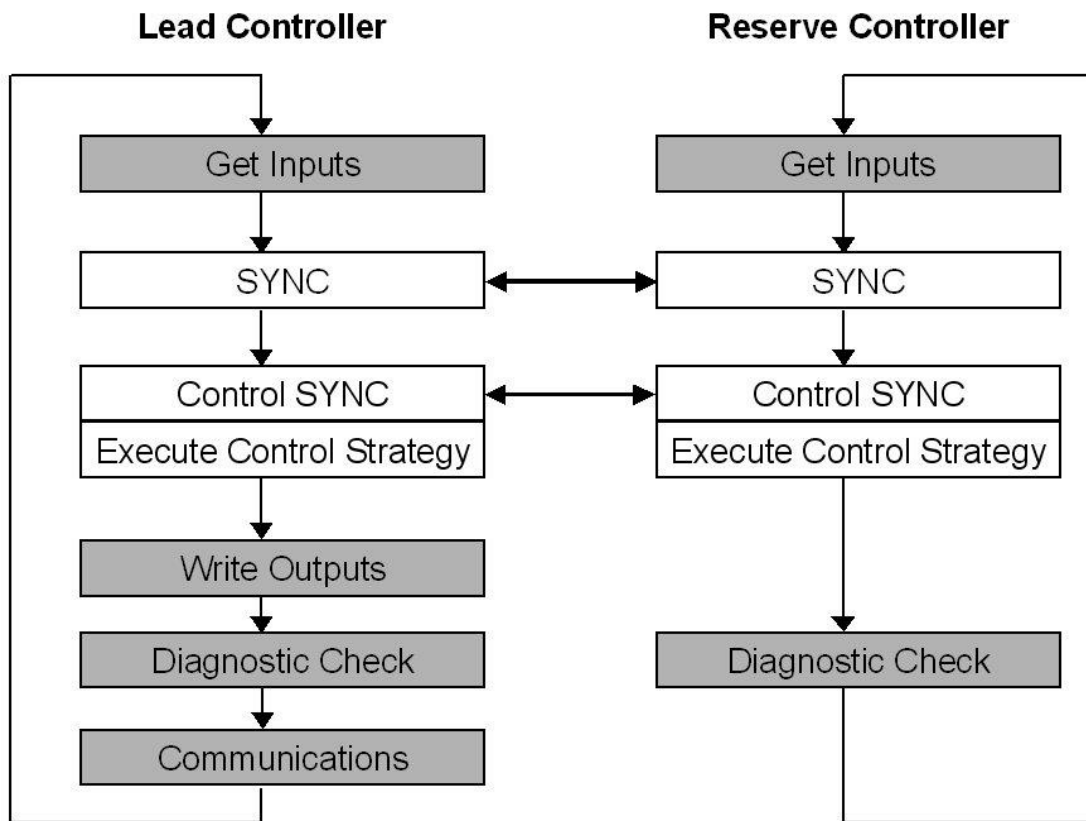 Lead Controller
Get Inputs
SYNC
Control SYNC
Execute Control Strategy
Write Outputs
Diagnostic Check
Communications
Reserve Controller
Get Inputs
SYNC
Control SYNC
Execute Control Strategy
Diagnostic Check